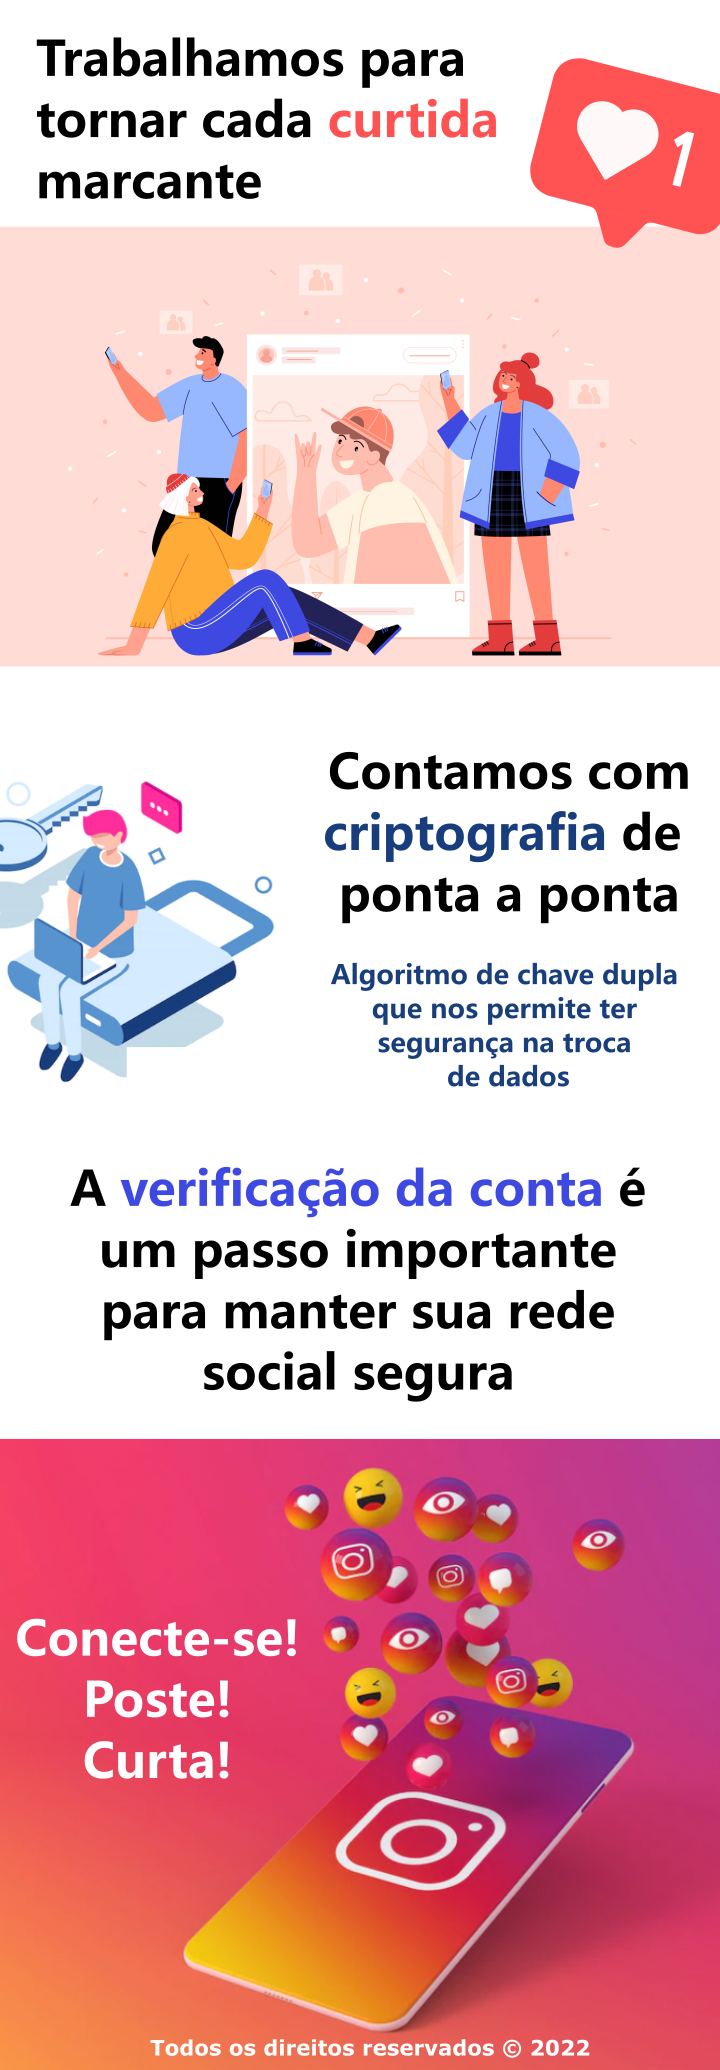 Trabalhamos para
tornar cada curtida
marcante
1
Contamos com
criptografia de
ponta a ponta
Algoritmo de chave dupla
que nos permite ter
segurança na troca
de dados
A verificação da conta é
um passo importante
para manter sua rede
social segura
Conecte-se!
Poste!
Curta!
Todos os direitos reservados © 2022